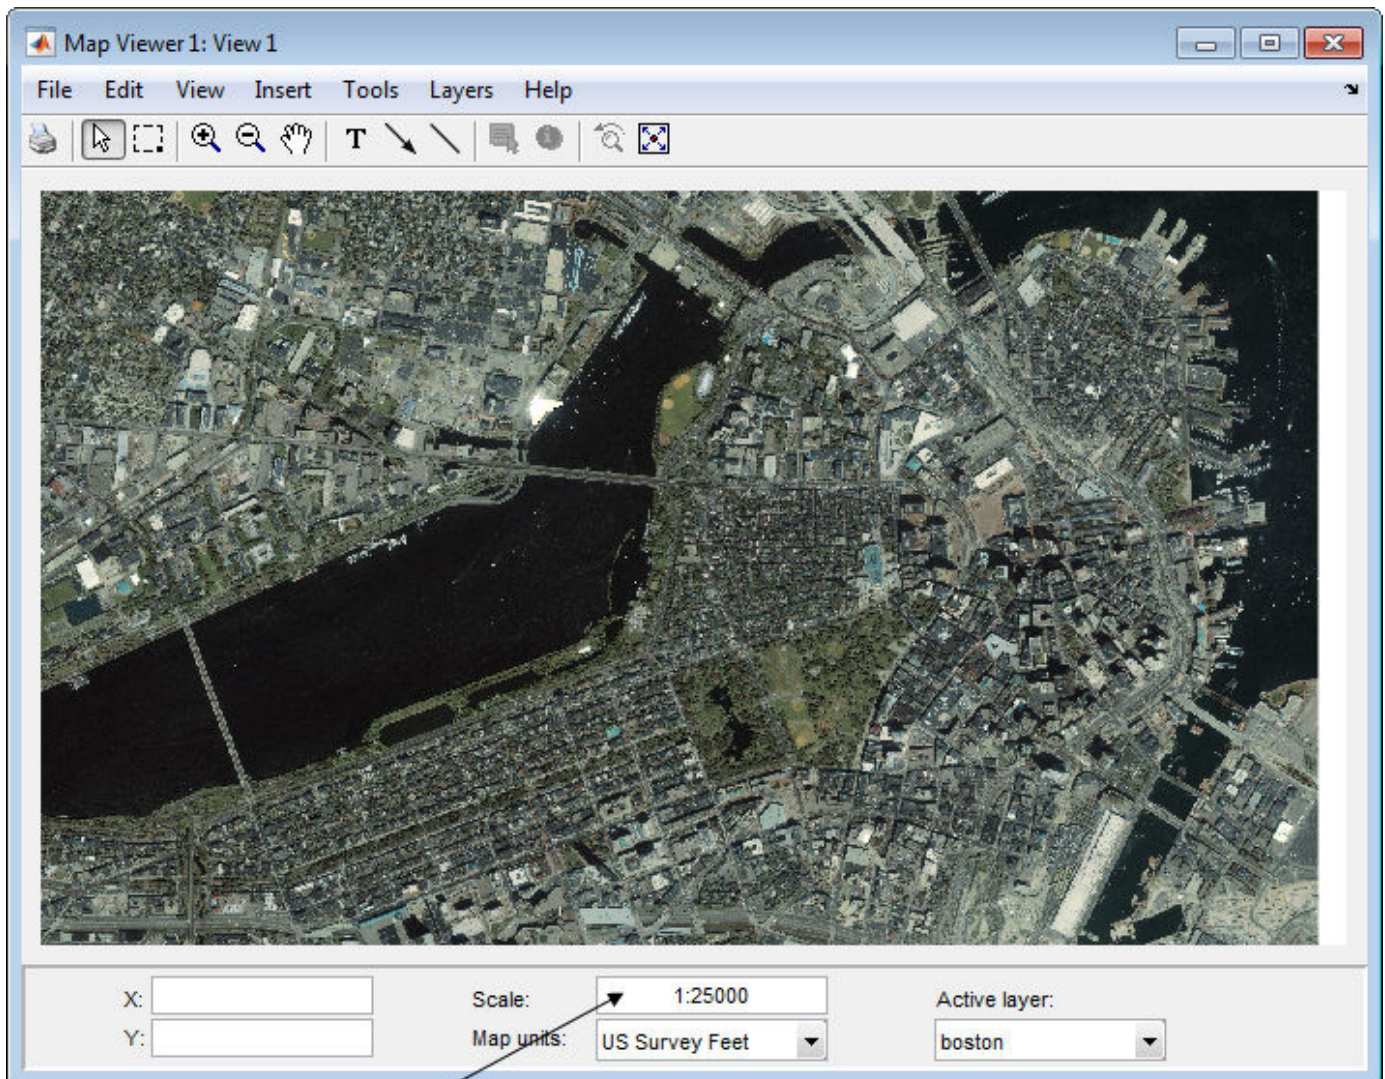 Map Viewer 1: View 1
File Edit View Insert Tools Layers Help
T
X:
Scale: 1:25000
Active layer:
Y:
Map units: US Survey Feet
boston